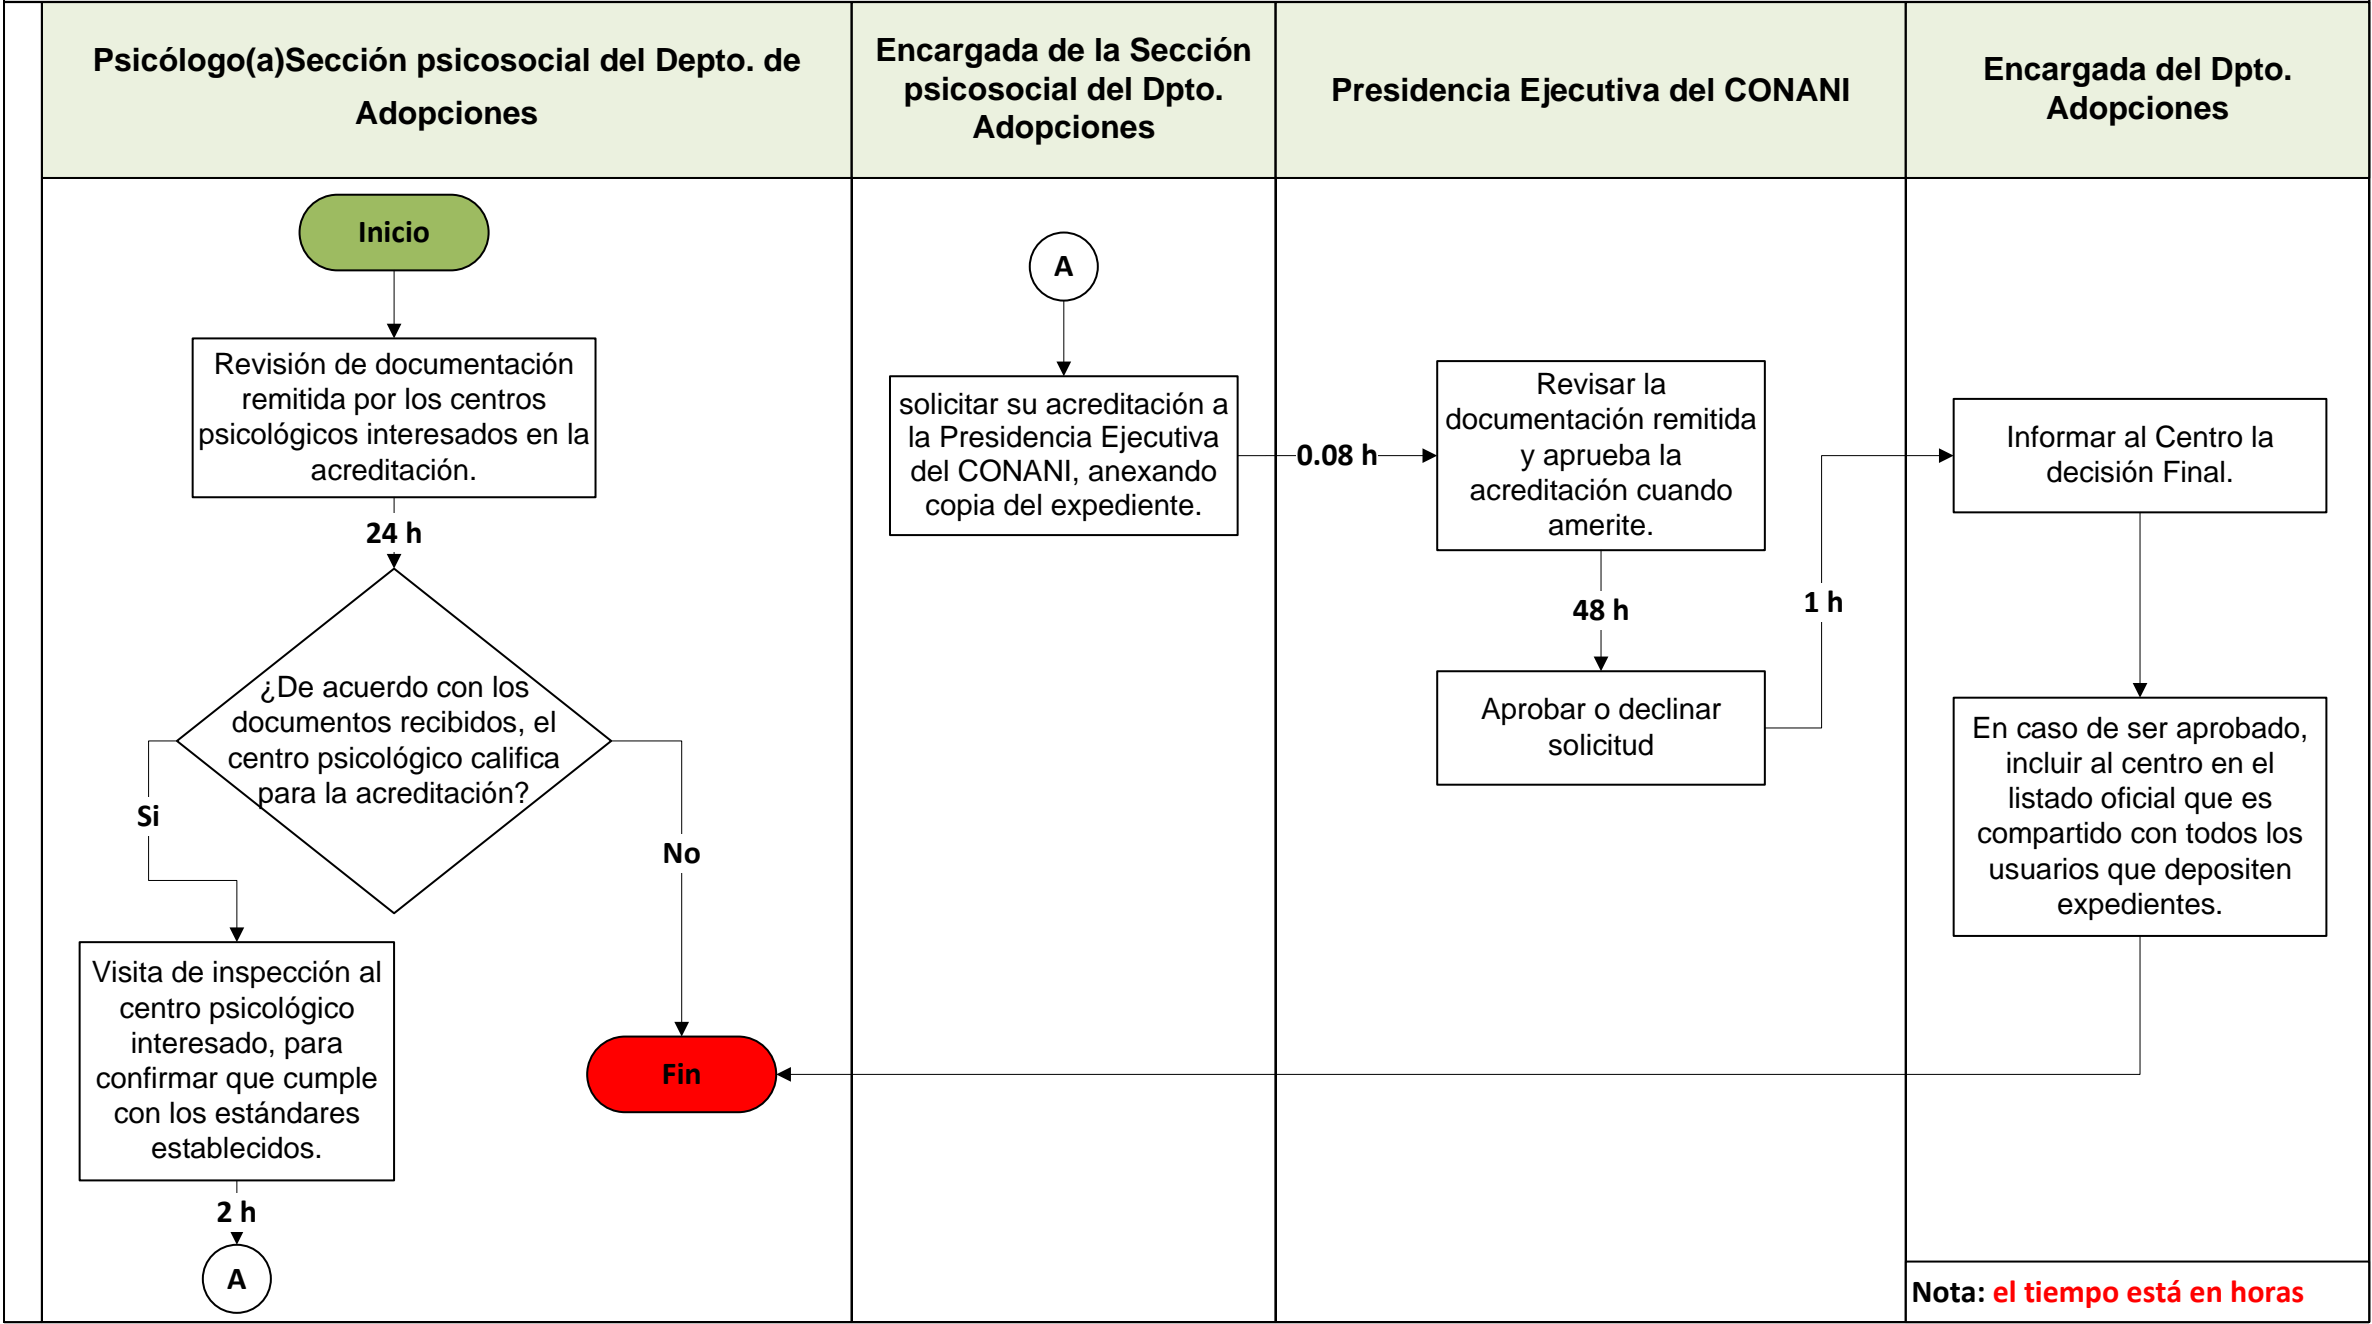 Psicólogo(a)Sección psicosocial del Depto. de
Adopciones
Encargada de la Sección
psicosocial del Dpto.
Adopciones
Presidencia Ejecutiva del CONANI
Encargada del Dpto.
Adopciones
Inicio
Revisión de documentación
remitida por los centros
psicológicos interesados en la
acreditación.
24 h
¿De acuerdo con los
documentos recibidos, el
centro psicológico califica
para la acreditación?
Si
No
Visita de inspección al
centro psicológico
interesado, para
confirmar que cumple
con los estándares
establecidos.
2 h
A
Fin
A
solicitar su acreditación a
la Presidencia Ejecutiva
del CONANI, anexando
copia del expediente.
0.08 h
Revisar la
documentación remitida
y aprueba la
acreditación cuando
amerite.
48 h
Aprobar o declinar
solicitud
1 h
Informar al Centro la
decisión Final.
En caso de ser aprobado,
incluir al centro en el
listado oficial que es
compartido con todos los
usuarios que depositen
expedientes.
Nota: el tiempo está en horas